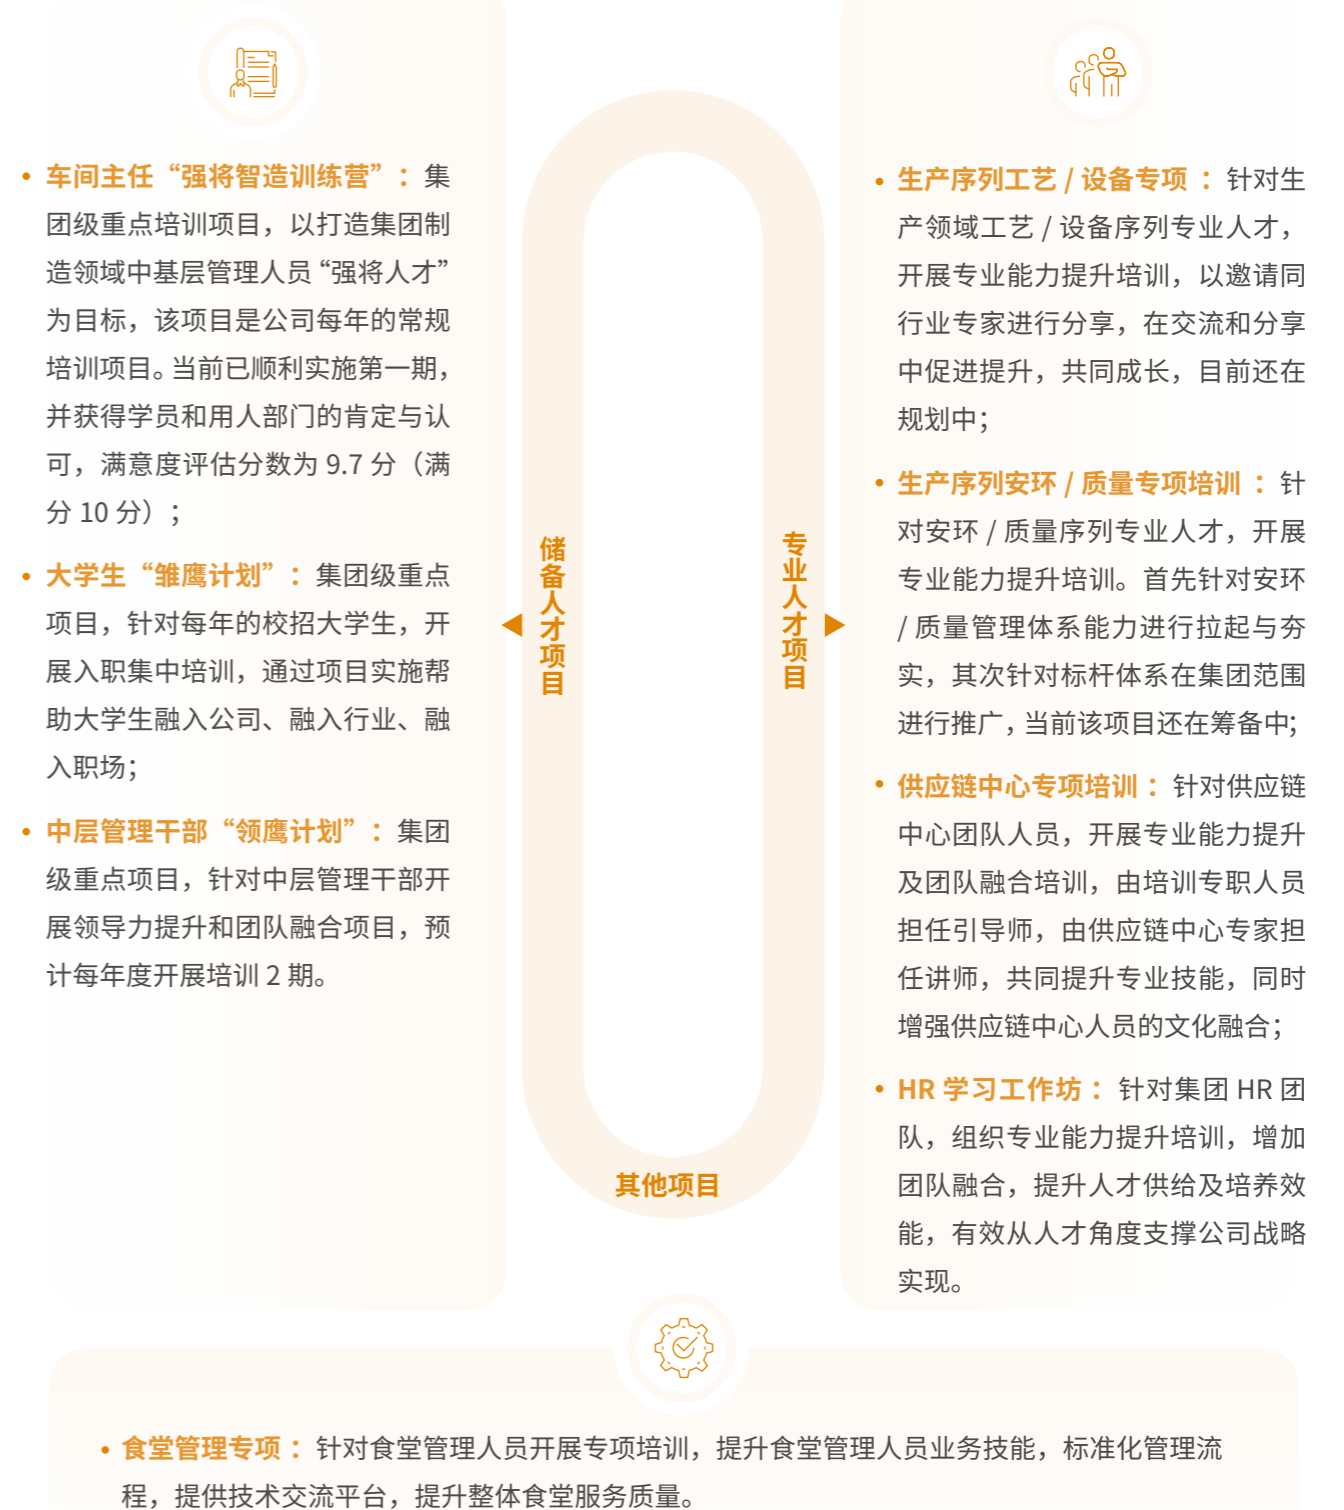 • 车间主任“强将智造训练营”：集
团级重点培训项目，以打造集团制
造领域中基层管理人员“强将人才”
为目标，该项目是公司每年的常规
培训项目。当前已顺利实施第一期，
并获得学员和用人部门的肯定与认
可，满意度评估分数为 9.7 分（满
分 10 分）；
• 大学生“雏鹰计划”：集团级重点
项目，针对每年的校招大学生，开
展入职集中培训，通过项目实施帮
助大学生融入公司、融入行业、融
入职场；
• 中层管理干部“领鹰计划”：集团
级重点项目，针对中层管理干部开
展领导力提升和团队融合项目，预
计每年度开展培训 2 期。
储备人才项目
专业人才项目
• 生产序列工艺 / 设备专项：针对生
产领域工艺 / 设备序列专业人才，
开展专业能力提升培训，以邀请同
行业专家进行分享，在交流和分享
中促进提升，共同成长，目前还在
规划中；
• 生产序列安环 / 质量专项培训：针
对安环 / 质量序列专业人才，开展
专业能力提升培训。首先针对安环
/ 质量管理体系能力进行拉起与夯
实，其次针对标杆体系在集团范围
进行推广，当前该项目还在筹备中；
• 供应链中心专项培训：针对供应链
中心团队人员，开展专业能力提升
及团队融合培训，由培训专职人员
担任引导师，由供应链中心专家担
任讲师，共同提升专业技能，同时
增强供应链中心人员的文化融合；
• HR 学习工作坊：针对集团 HR 团
队，组织专业能力提升培训，增加
团队融合，提升人才供给及培养效
能，有效从人才角度支撑公司战略
实现。
其他项目
• 食堂管理专项：针对食堂管理人员开展专项培训，提升食堂管理人员业务技能，标准化管理流
程，提供技术交流平台，提升整体食堂服务质量。